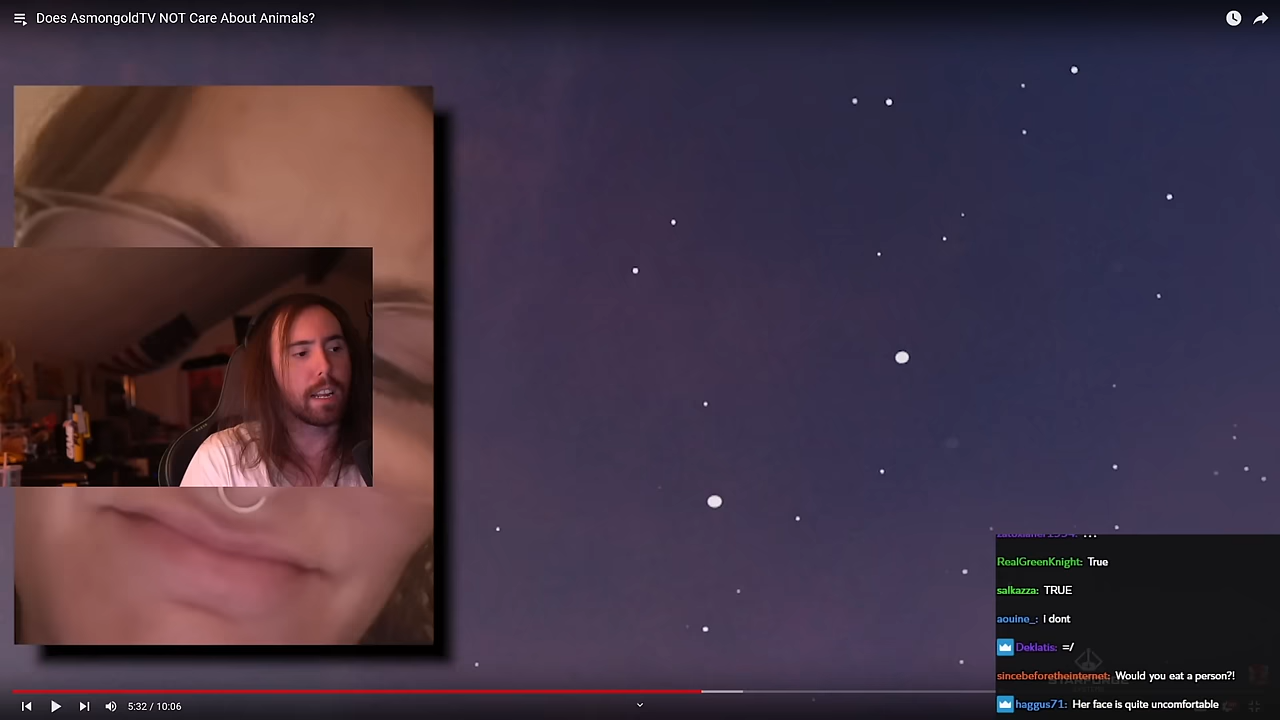 Does AsmongoldTV NOT Care About Animals?
RealGreenKnight: True
salkazza: TRUE
aouine_: I dont
Deklatis: =/
sincebeforetheinternet: Would you eat a person?!
haggus71: Her face is quite uncomfortable
5:32 / 10:06